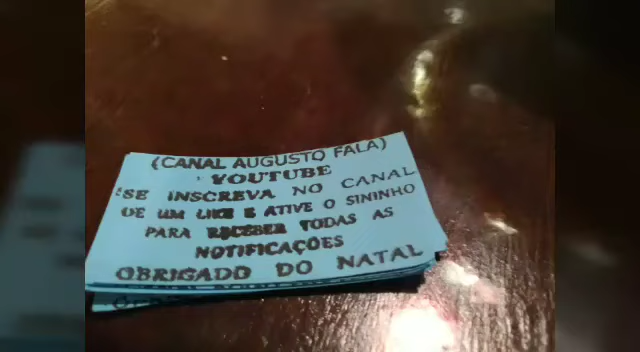 (CANAL AUGUSTO FALA)
YOUTUBE
SE INSCREVA NO CANAL
DE UM LIKE E ATIVE O SININHO
PARA RECEBER TODAS AS
NOTIFICAÇÕES
OBRIGADO DO NATAL